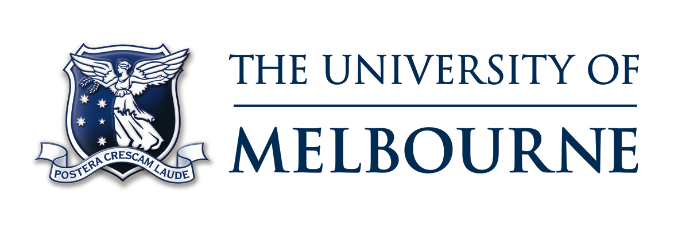 THE UNIVERSITY OF
MELBOURNE
POSTERA CRESCAM LAUDE